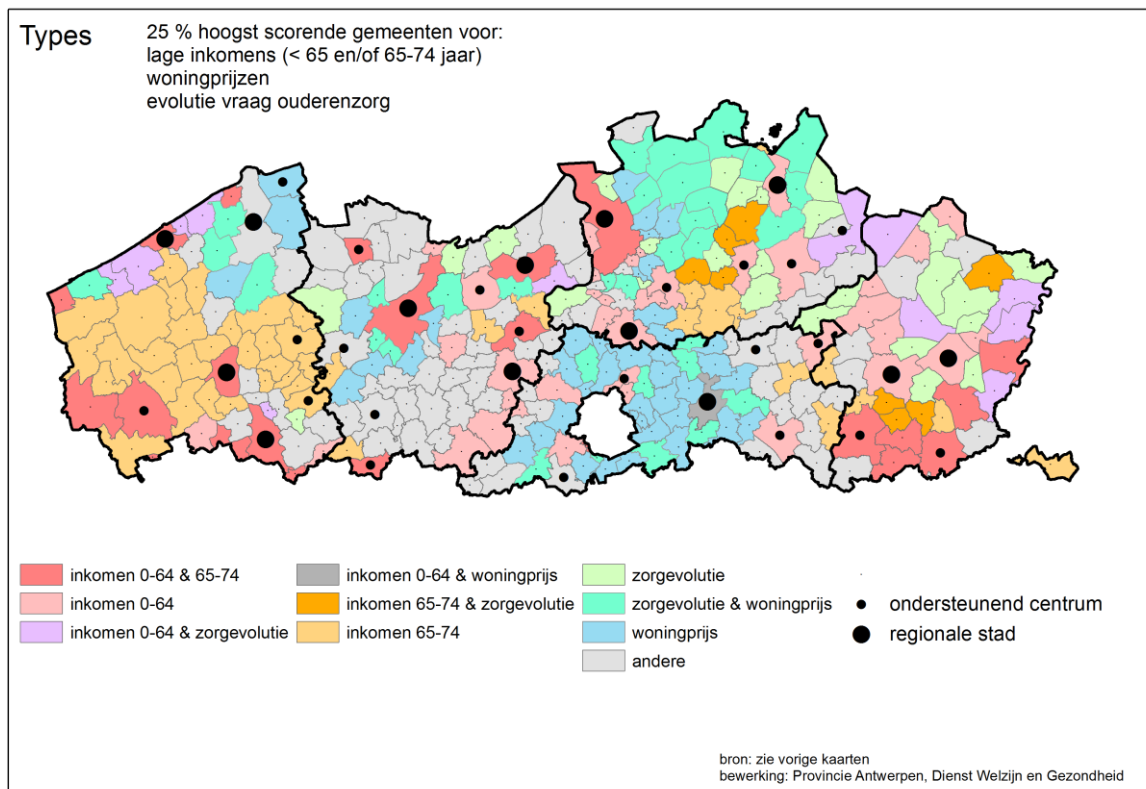 Types
25 % hoogst scorende gemeenten voor:
lage inkomens (< 65 en/of 65-74 jaar)
woningprijzen
evolutie vraag ouderenzorg
inkomen 0-64 & 65-74
inkomen 0-64
inkomen 0-64 & zorgevolutie
inkomen 0-64 & woningprijs
inkomen 65-74 & zorgevolutie
inkomen 65-74
zorgevolutie
zorgevolutie & woningprijs
woningprijs
andere
ondersteunend centrum
regionale stad
bron: zie vorige kaarten
bewerking: Provincie Antwerpen, Dienst Welzijn en Gezondheid